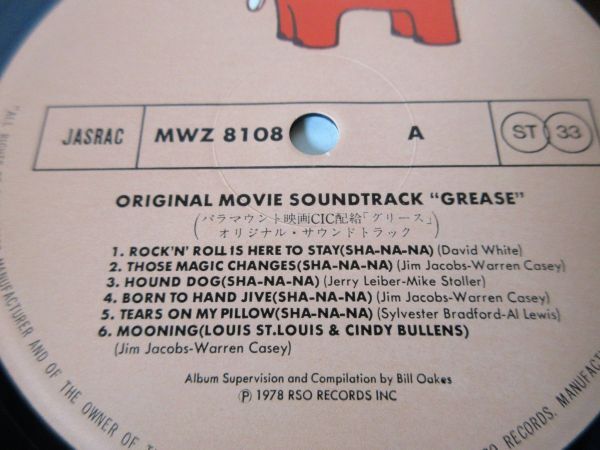 JASRAC
MWZ 8108
A
ST 33
ORIGINAL MOVIE SOUNDTRACK “GREASE”
(パラマウント映画CIC配給「グリース」
オリジナル・サウンドトラック)
1. ROCK'N' ROLL IS HERE TO STAY(SHA-NA-NA) (David White)
2. THOSE MAGIC CHANGES(SHA-NA-NA) (Jim Jacobs-Warren Casey)
3. HOUND DOG(SHA-NA-NA) (Jerry Leiber-Mike Stoller)
4. BORN TO HAND JIVE(SHA-NA-NA) (Jim Jacobs-Warren Casey)
5. TEARS ON MY PILLOW(SHA-NA-NA) (Sylvester Bradford-Al Lewis)
6. MOONING(LOUIS ST.LOUIS & CINDY BULLENS)
(Jim Jacobs-Warren Casey)
Album Supervision and Compilation by Bill Oakes
Ⓟ 1978 RSO RECORDS INC
"ALL
MANUFACTURER AND OF THE OWNER OF
RECORDS. MANUFACT